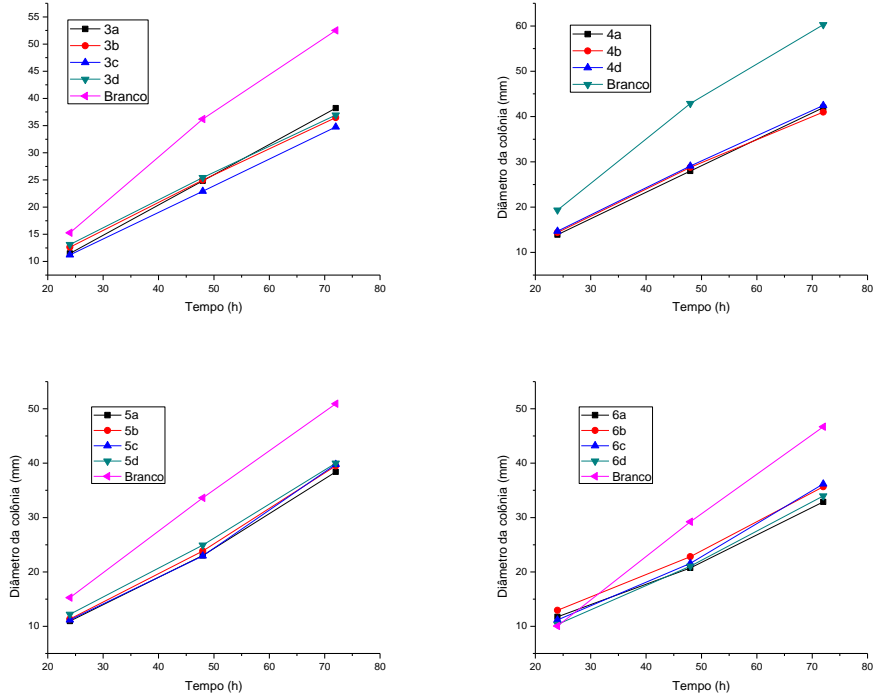 55
50
45
40
35
30
25
20
15
10
3a
3b
3c
3d
Branco
20 30 40 50 60 70 80
Tempo (h)
Diâmetro da colônia (mm)
60
50
40
30
20
10
4a
4b
4d
Branco
20 30 40 50 60 70 80
Tempo (h)
Diâmetro da colônia (mm)
50
40
30
20
10
5a
5b
5c
5d
Branco
20 30 40 50 60 70 80
Tempo (h)
Diâmetro da colônia (mm)
50
40
30
20
10
6a
6b
6c
6d
Branco
20 30 40 50 60 70 80
Tempo (h)